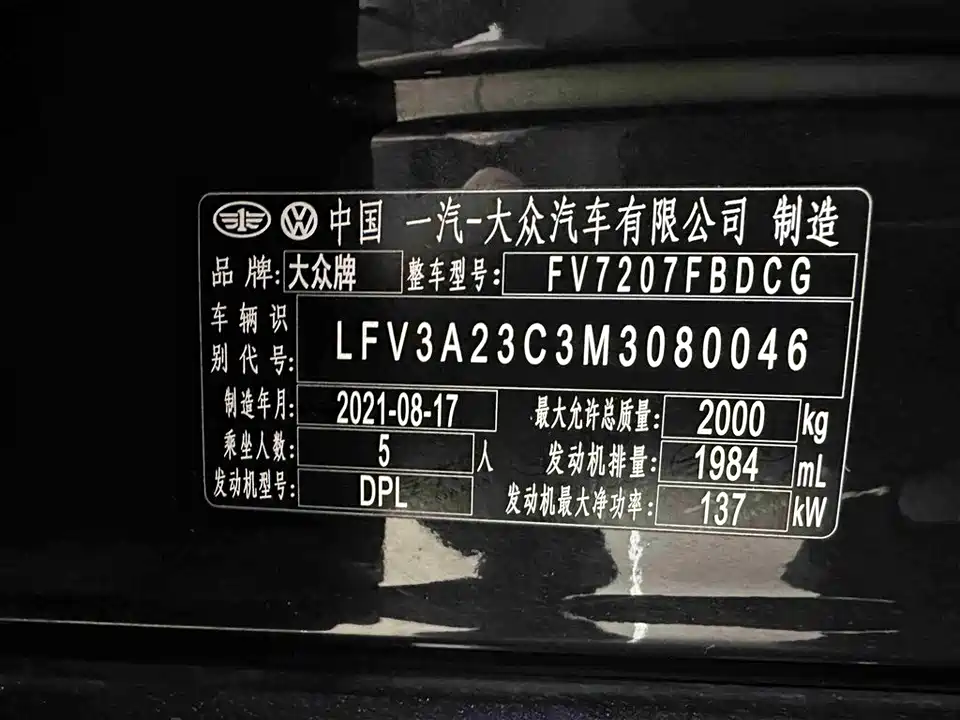 中国 一汽-大众汽车有限公司 制造
品牌: 大众牌 整车型号: FV7207FBDCG
车辆识
别代号: LFV3A23C3M3080046
制造年月: 2021-08-17 最大允许总质量: 2000 kg
乘坐人数: 5 人 发动机排量: 1984 mL
发动机型号: DPL 发动机最大净功率: 137 kW